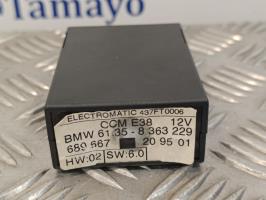 Tamayo
ELECTROMATIC 437FT0006
CCM E38 12V
BMW 61.35 - 8 363 229
689 667 20 95 01
HW:02 SW:6.0